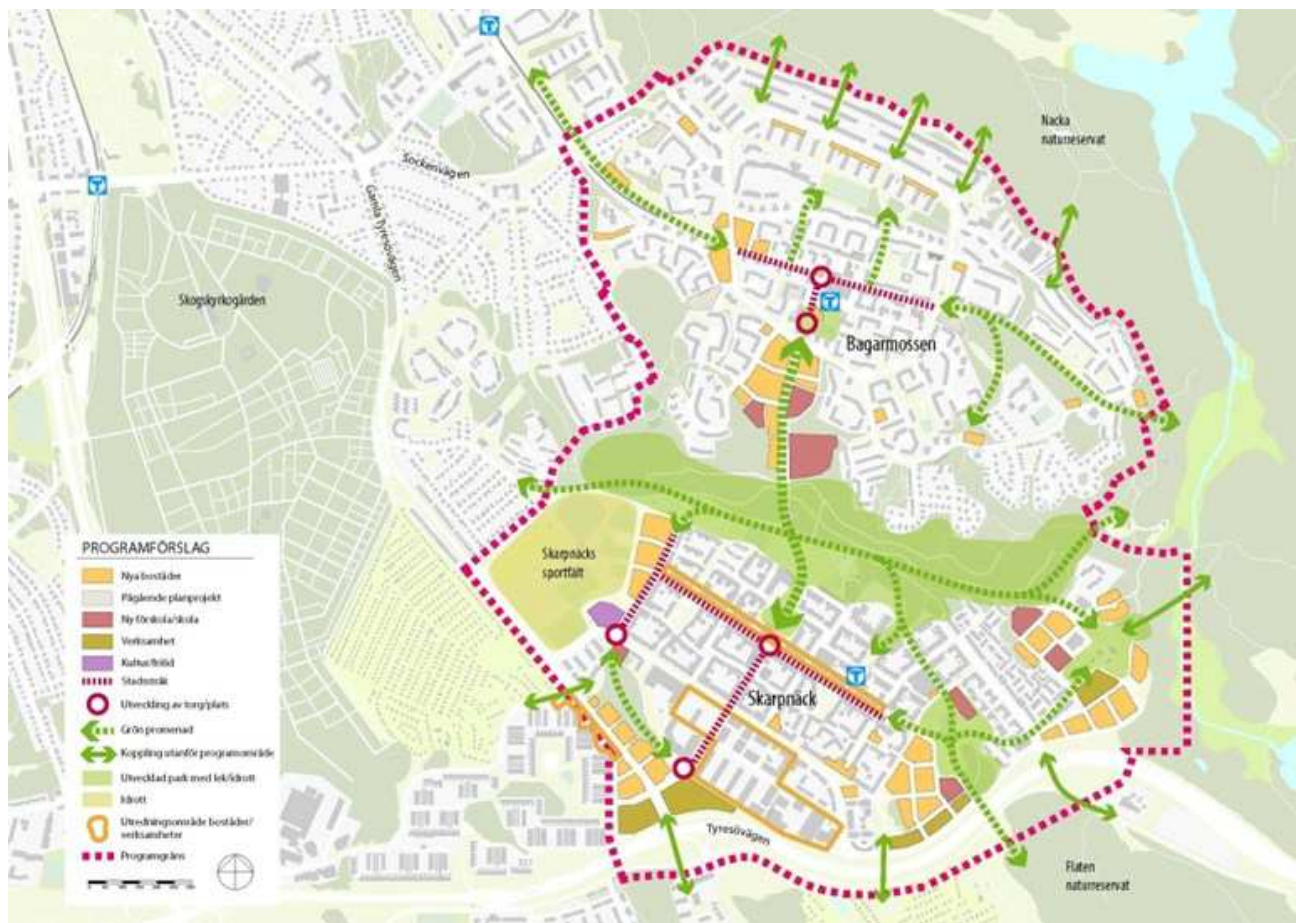 T
T
Nacka
naturreservat
Sockenvägen
Gamla Tyresövägen
Skogskyrkogården
T
Bagarmossen
Skarpnäcks
sportfält
T
Skarpnäck
Tyresövägen
Flaten
naturreservat
PROGRAMFÖRSLAG
Nya bostäder
Pågående planprojekt
Ny förskola/skola
Verksamhet
Kultur/fritid
Stadsstråk
Utveckling av torg/plats
Grön promenad
Koppling utanför programområde
Utvecklad park med lek/idrott
Idrott
Utredningsområde bostäder/
verksamheter
Programgräns